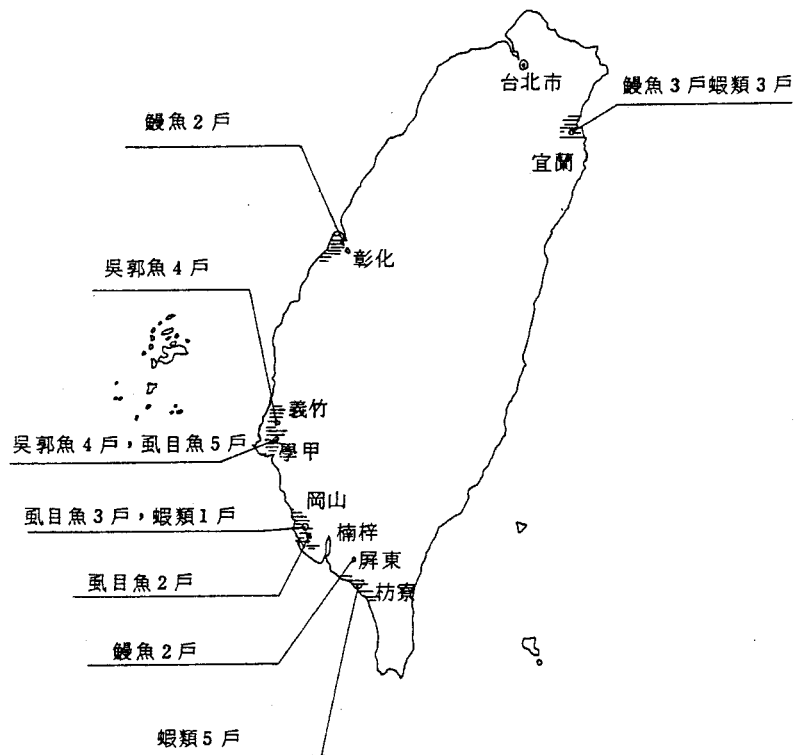 台北市
鰻魚3戶蝦類3戶
宜蘭
鰻魚2戶
彰化
吳郭魚4戶
義竹
吳郭魚4戶，虱目魚5戶
學甲
岡山
虱目魚3戶，蝦類1戶
楠梓
屏東
虱目魚2戶
枋寮
鰻魚2戶
蝦類5戶